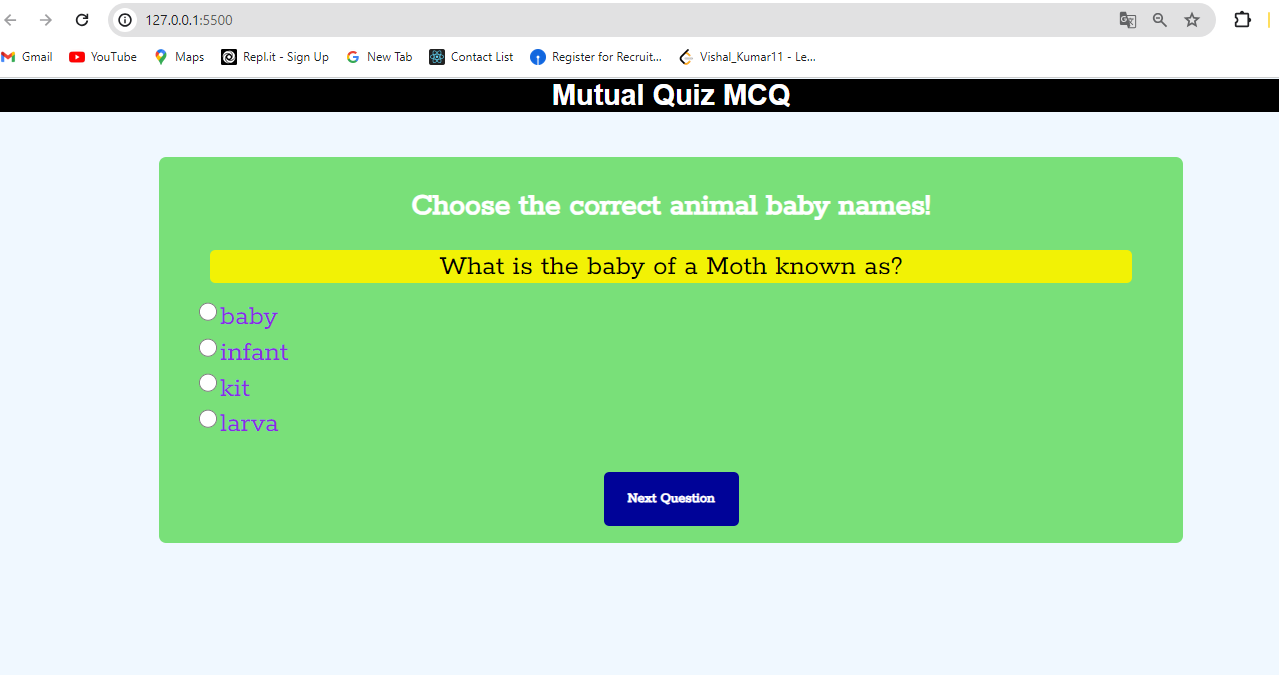 127.0.0.1:5500
Gmail YouTube Maps Repl.it - Sign Up New Tab Contact List Register for Recruit... Vishal_Kumar11 - Le...
Mutual Quiz MCQ
Choose the correct animal baby names!
What is the baby of a Moth known as?
baby
infant
kit
larva
Next Question